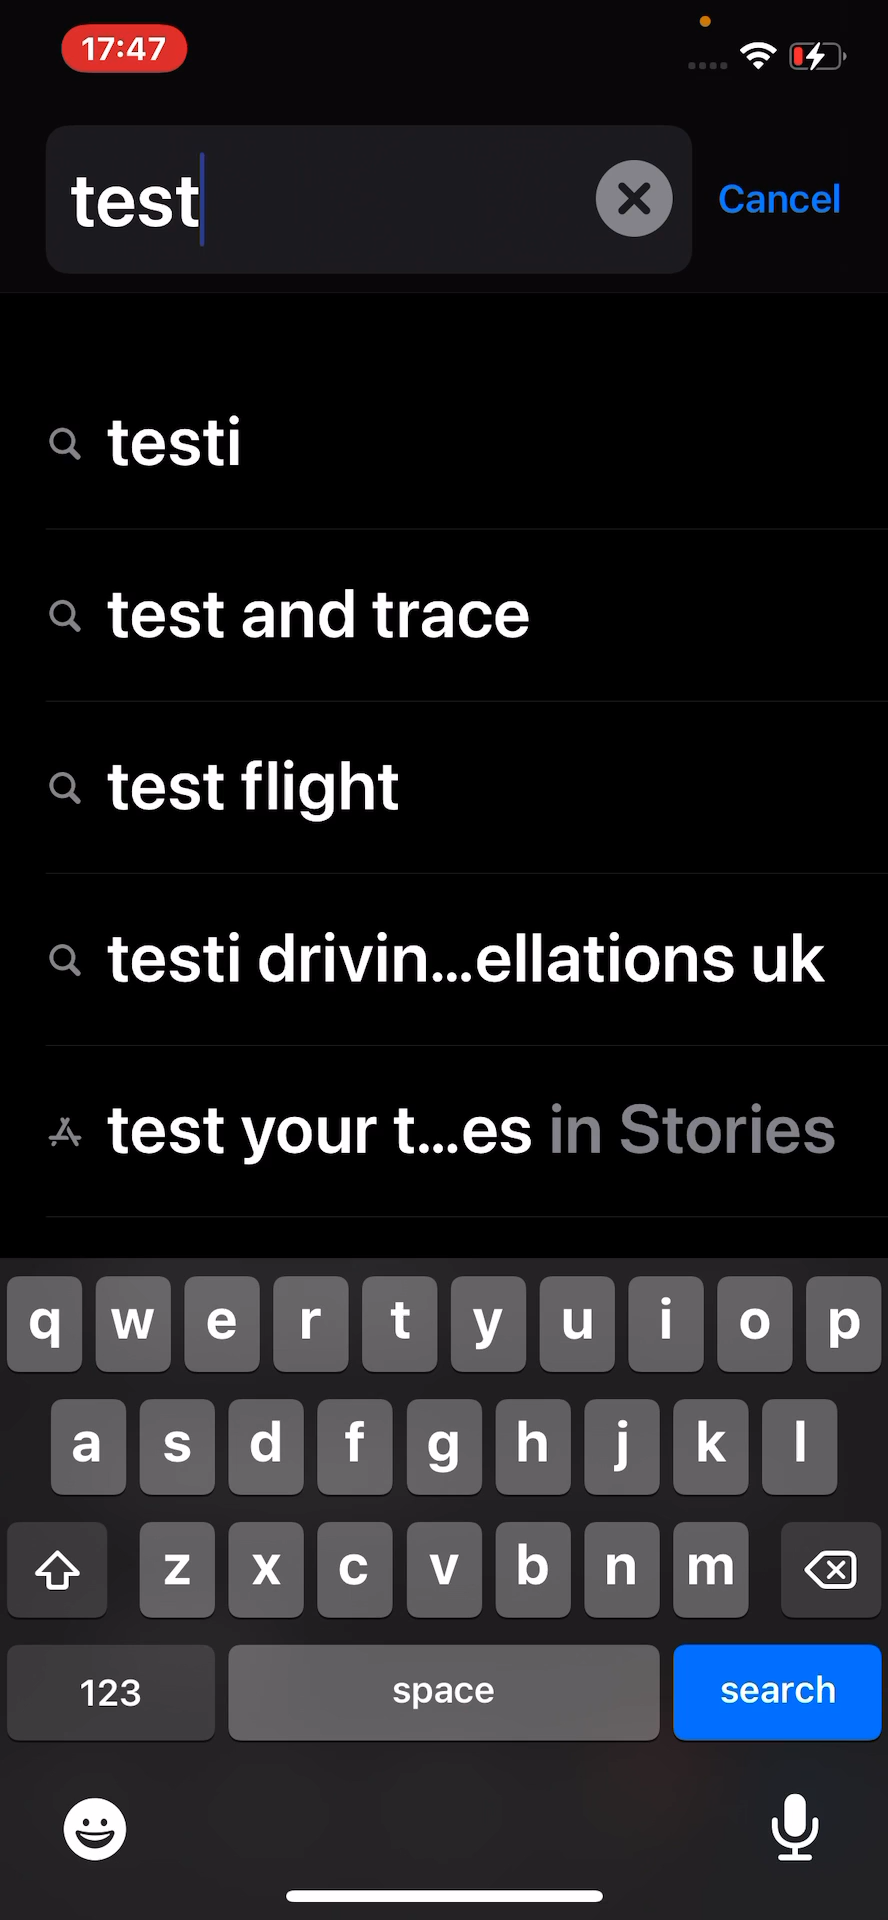 17:47
test
Cancel
testi
test and trace
test flight
testi drivin...ellations uk
test your t...es in Stories
q w e r t y u i o p
a s d f g h j k l
z x c v b n m
123 space search